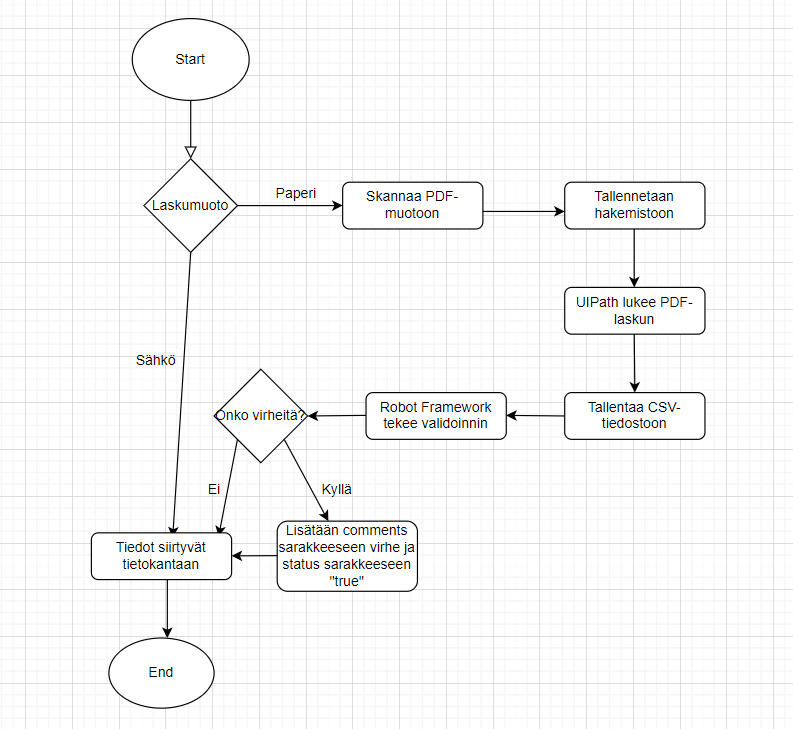 Start
Laskumuoto
Paperi
Skannaa PDF-
muotoon
Tallennetaan
hakemistoon
UIPath lukee PDF-
laskun
Sähkö
Tallentaa CSV-
tiedostoon
Robot Framework
tekee validoinnin
Onko virheitä?
Ei
Kyllä
Lisätään comments
sarakkeeseen virhe ja
status sarakkeeseen
"true"
Tiedot siirtyvät
tietokantaan
End